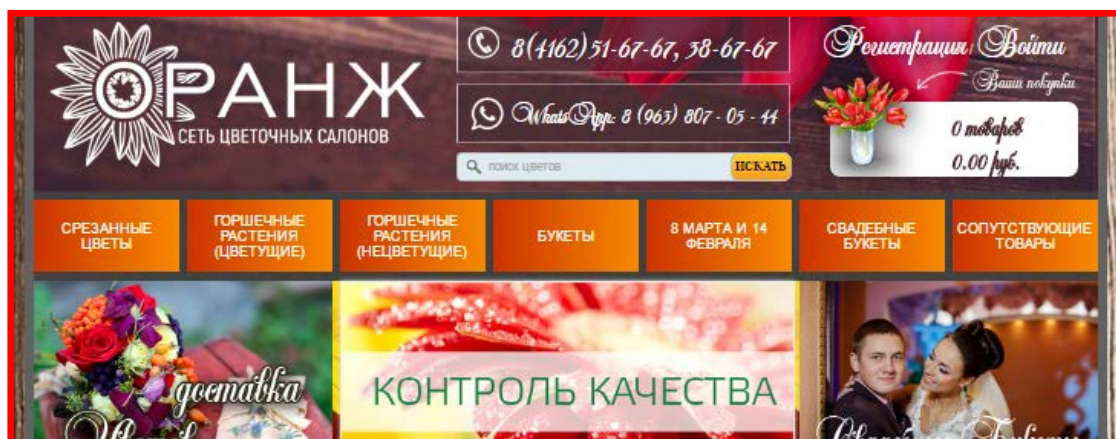 ОРАНЖ
СЕТЬ ЦВЕТОЧНЫХ САЛОНОВ
8(4162)51-67-67, 38-67-67
WhatsApp: 8 (963) 807 - 05 - 44
поиск цветов
ИСКАТЬ
Регистрация Войти
Ваши покупки
0 товаров
0.00 руб.
СРЕЗАННЫЕ
ЦВЕТЫ
ГОРШЕЧНЫЕ
РАСТЕНИЯ
(ЦВЕТУЩИЕ)
ГОРШЕЧНЫЕ
РАСТЕНИЯ
(НЕЦВЕТУЩИЕ)
БУКЕТЫ
8 МАРТА И 14
ФЕВРАЛЯ
СВАДЕБНЫЕ
БУКЕТЫ
СОПУТСТВУЮЩИЕ
ТОВАРЫ
доставка
КОНТРОЛЬ КАЧЕСТВА